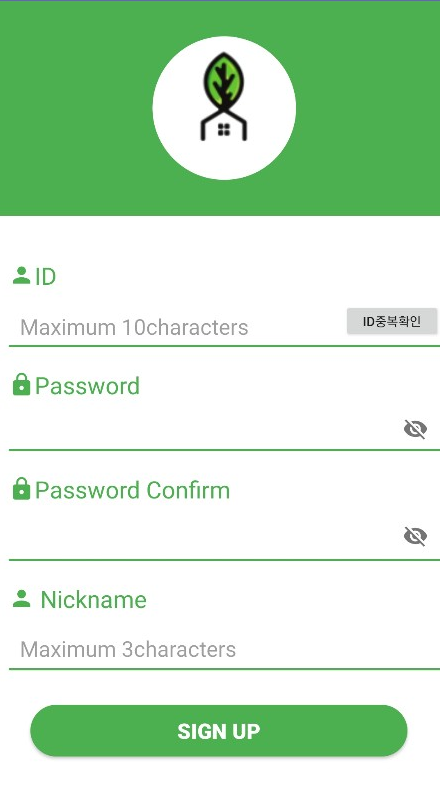 ID
Maximum 10characters
ID중복확인
Password
Password Confirm
Nickname
Maximum 3characters
SIGN UP